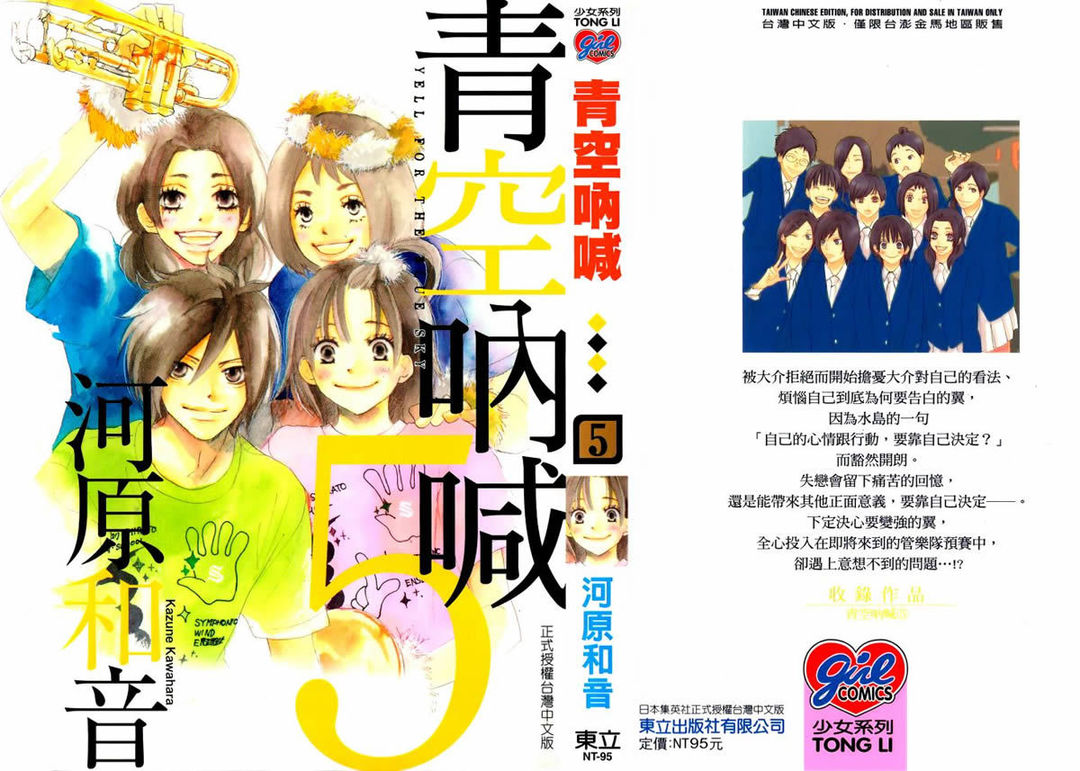 青空吶喊
YELL FOR THE BLUE SKY
5
河原和音
Kazune Kawahara
SYMPHONIC
WIND
正式授權台灣中文版
少女系列
TONG LI
girl
COMICS
青空吶喊
5
河原和音
東立
NT-95
TAIWAN CHINESE EDITION, FOR DISTRIBUTION AND SALE IN TAIWAN ONLY
台灣中文版・僅限台澎金馬地區販售
被大介拒絕而開始擔憂大介對自己的看法、
煩惱自己到底為何要告白的翼，
因為水島的一句
「自己的心情跟行動，要靠自己決定？」
而豁然開朗。
失戀會留下痛苦的回憶，
還是能帶來其他正面意義，要靠自己決定——。
下定決心要變強的翼，
全心投入在即將來到的管樂隊預賽中，
卻遇上意想不到的問題…!?
收錄作品
青空吶喊⑤
girl
COMICS
少女系列
TONG LI
日本集英社正式授權台灣中文版
東立出版社有限公司
定價:NT95元